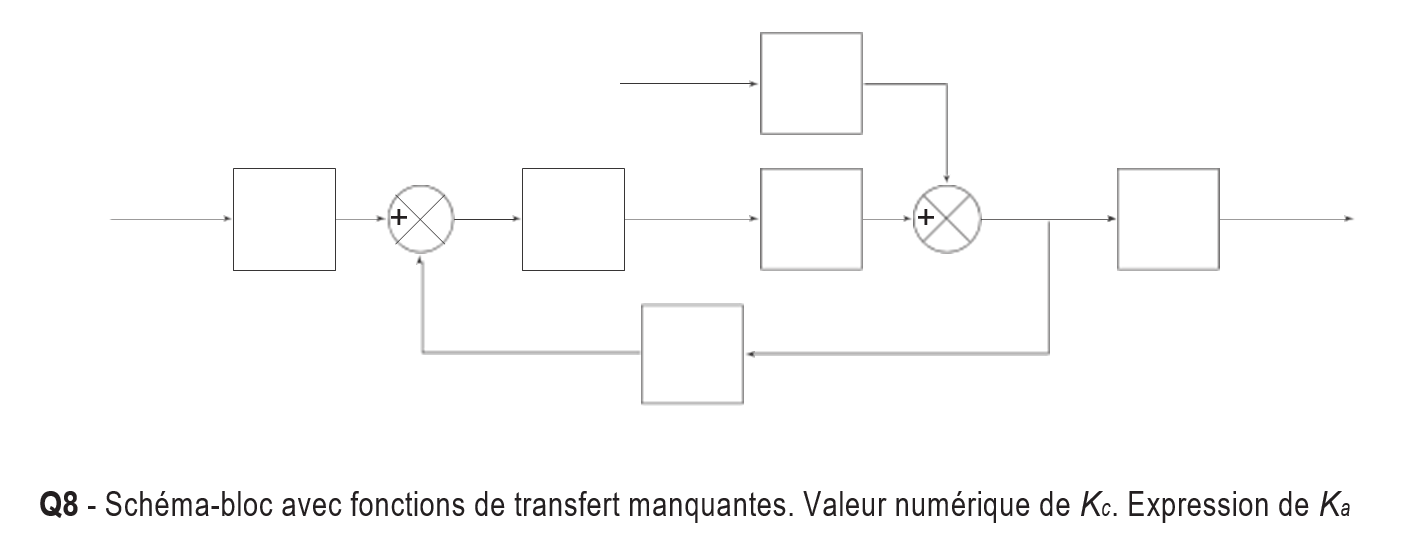 +
+
Q8 - Schéma-bloc avec fonctions de transfert manquantes. Valeur numérique de Kc. Expression de Ka